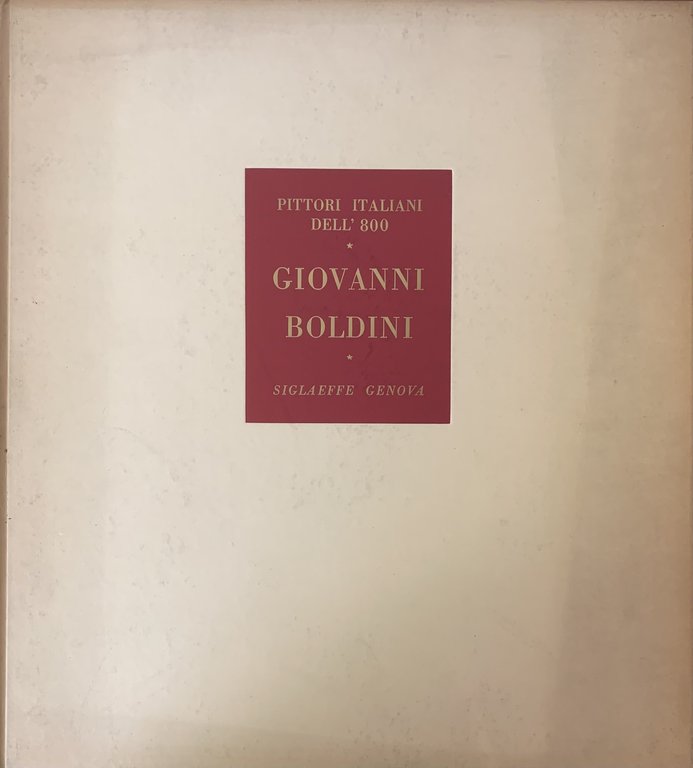 PITTORI ITALIANI
DELL' 800
★
GIOVANNI
BOLDINI
★
SIGLAEFFE GENOVA